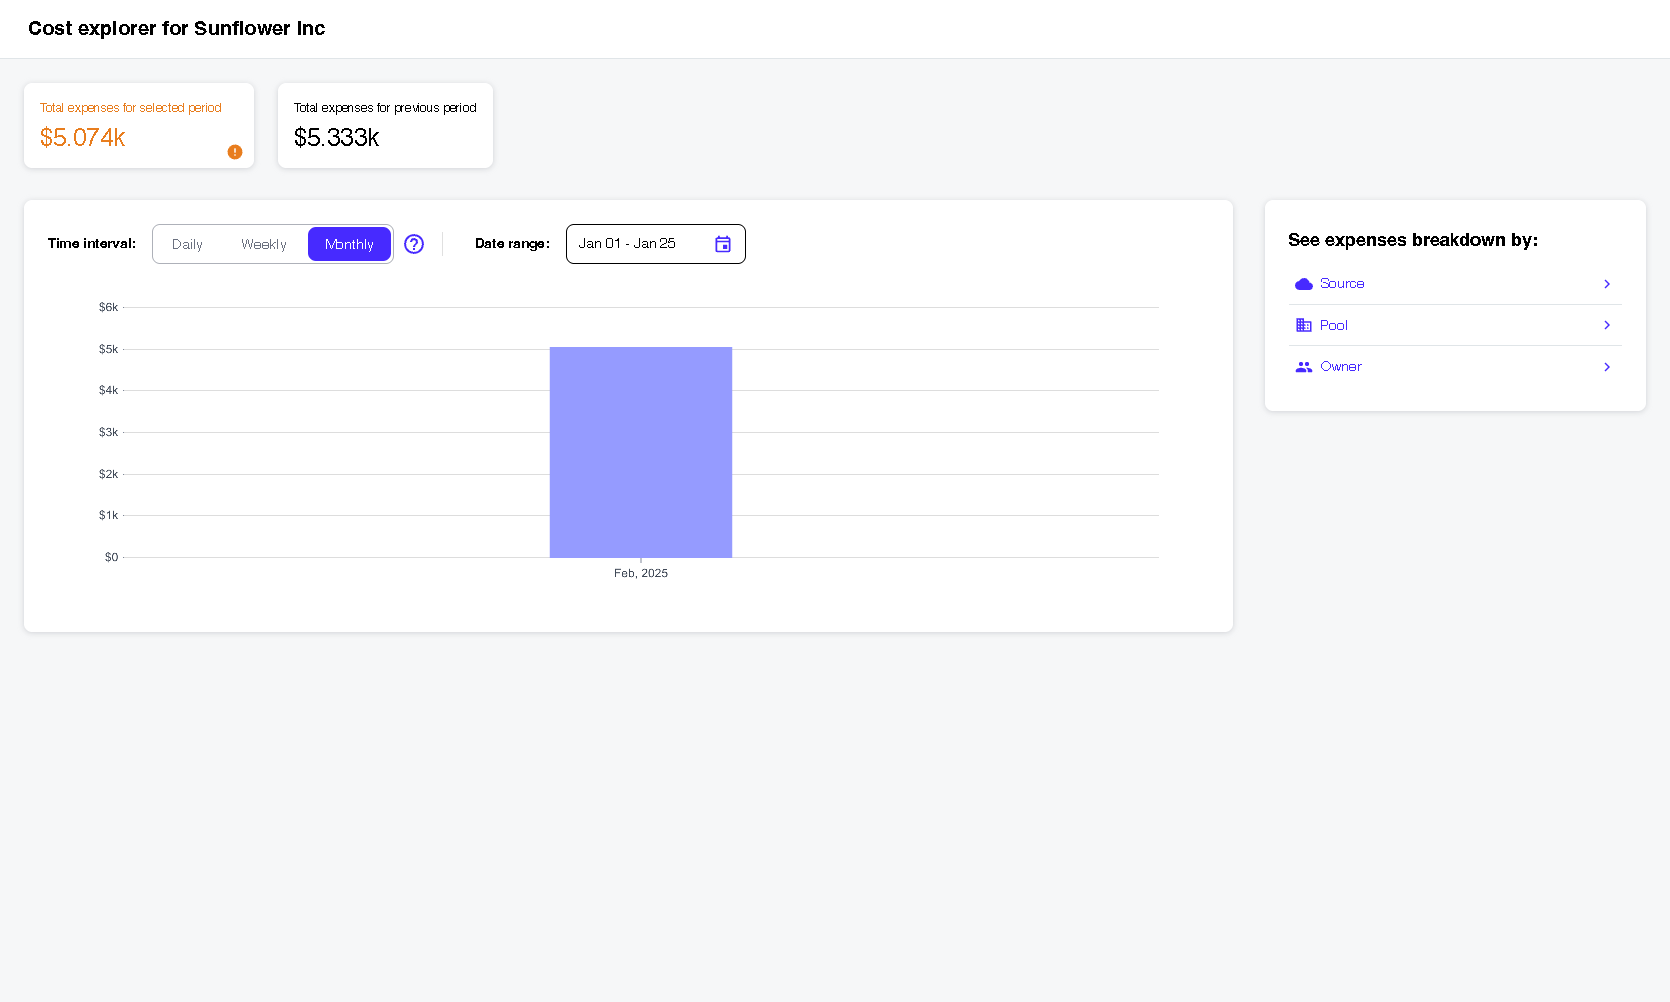 Cost explorer for Sunflower Inc
Total expenses for selected period
$5.074k
Total expenses for previous period
$5.333k
Time interval: Daily Weekly Monthly Date range: Jan 01 - Jan 25
$6k
$5k
$4k
$3k
$2k
$1k
$0
Feb, 2025
See expenses breakdown by:
Source
Pool
Owner